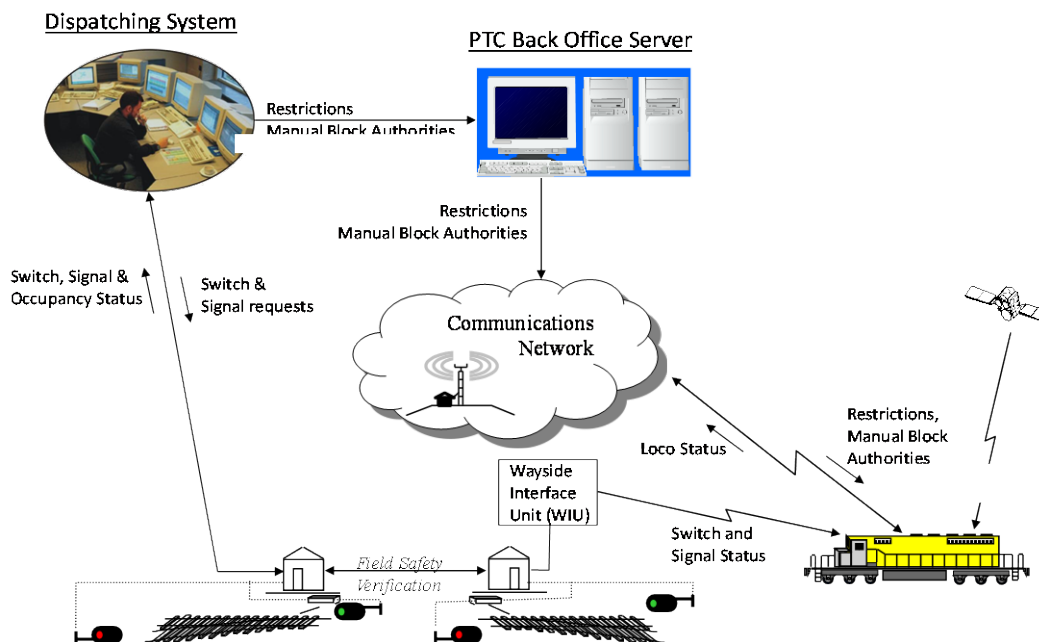 Dispatching System
PTC Back Office Server
Restrictions
Manual Block Authorities
Restrictions
Manual Block Authorities
Switch, Signal &
Occupancy Status
Switch &
Signal requests
Communications
Network
Loco Status
Restrictions,
Manual Block
Authorities
Wayside
Interface
Unit (WIU)
Switch and
Signal Status
Field Safety
Verification